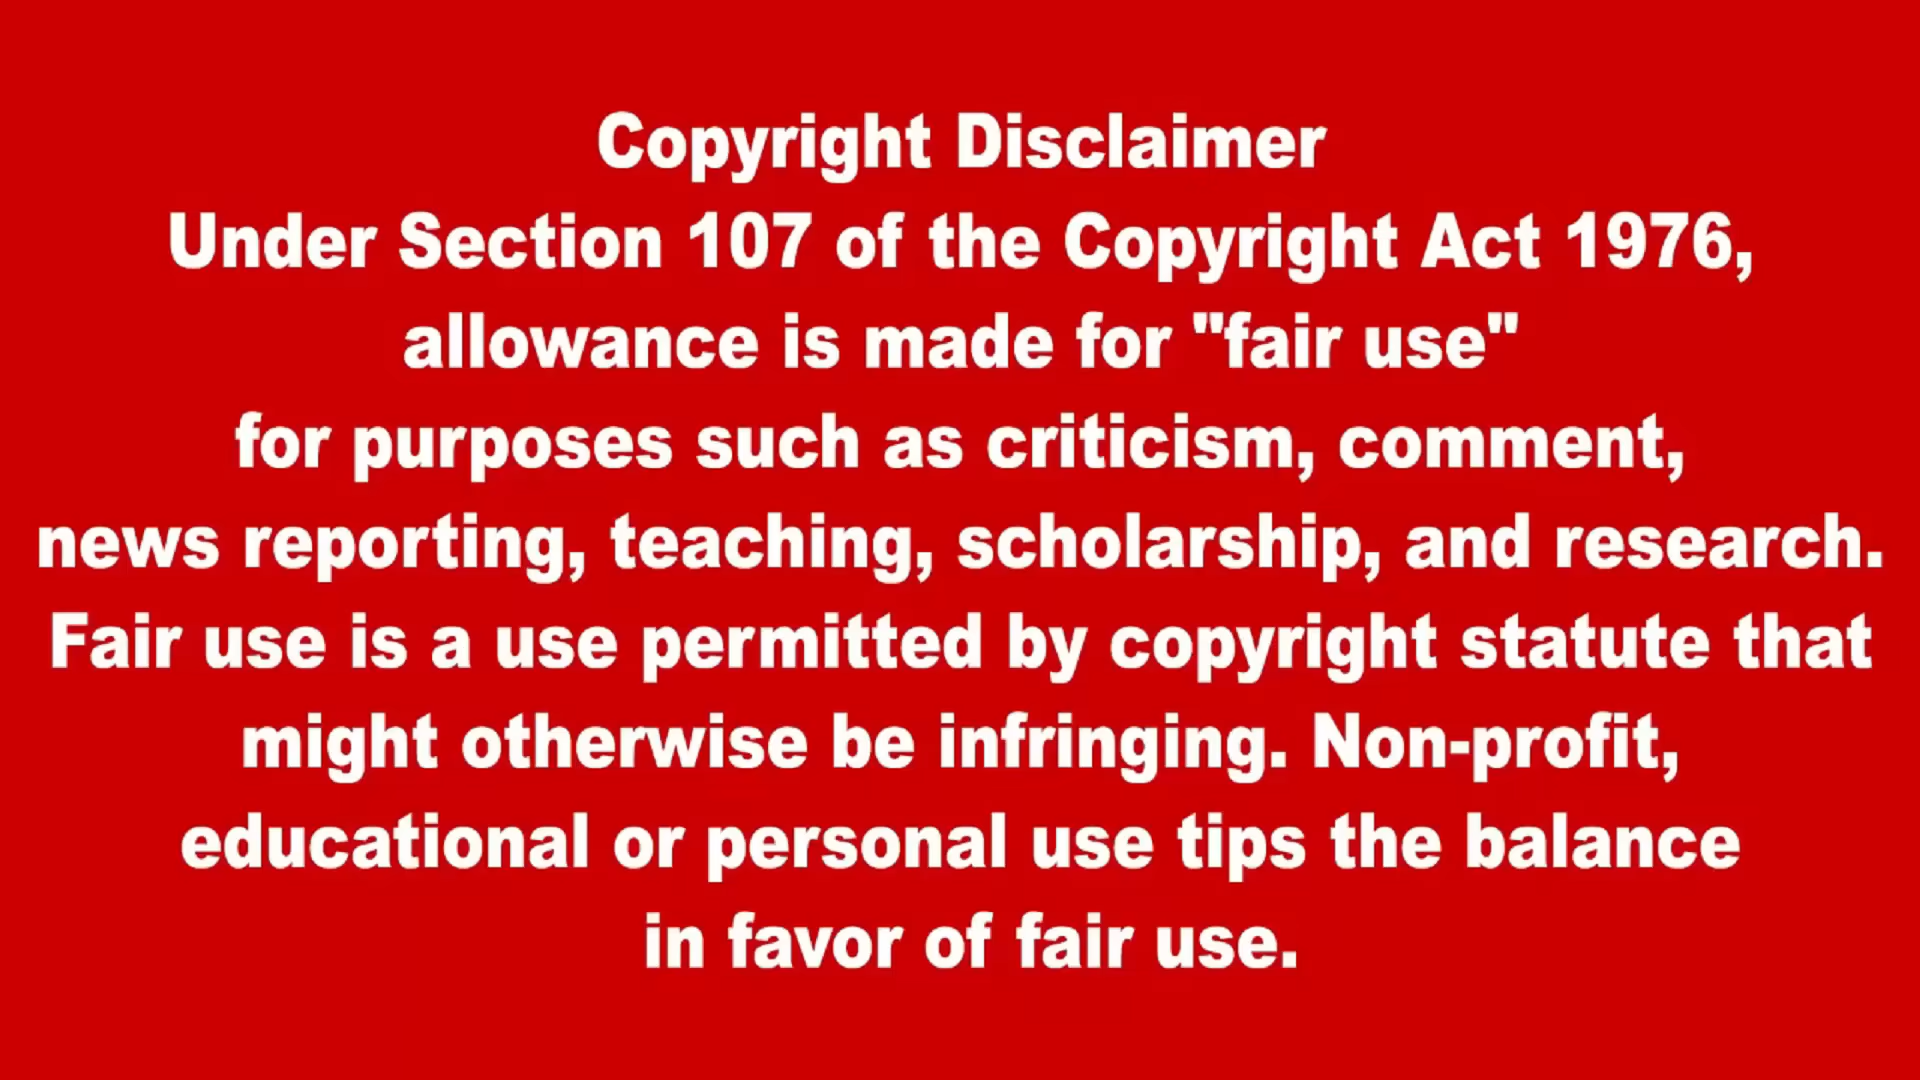 Copyright Disclaimer
Under Section 107 of the Copyright Act 1976,
allowance is made for "fair use"
for purposes such as criticism, comment,
news reporting, teaching, scholarship, and research.
Fair use is a use permitted by copyright statute that
might otherwise be infringing. Non-profit,
educational or personal use tips the balance
in favor of fair use.